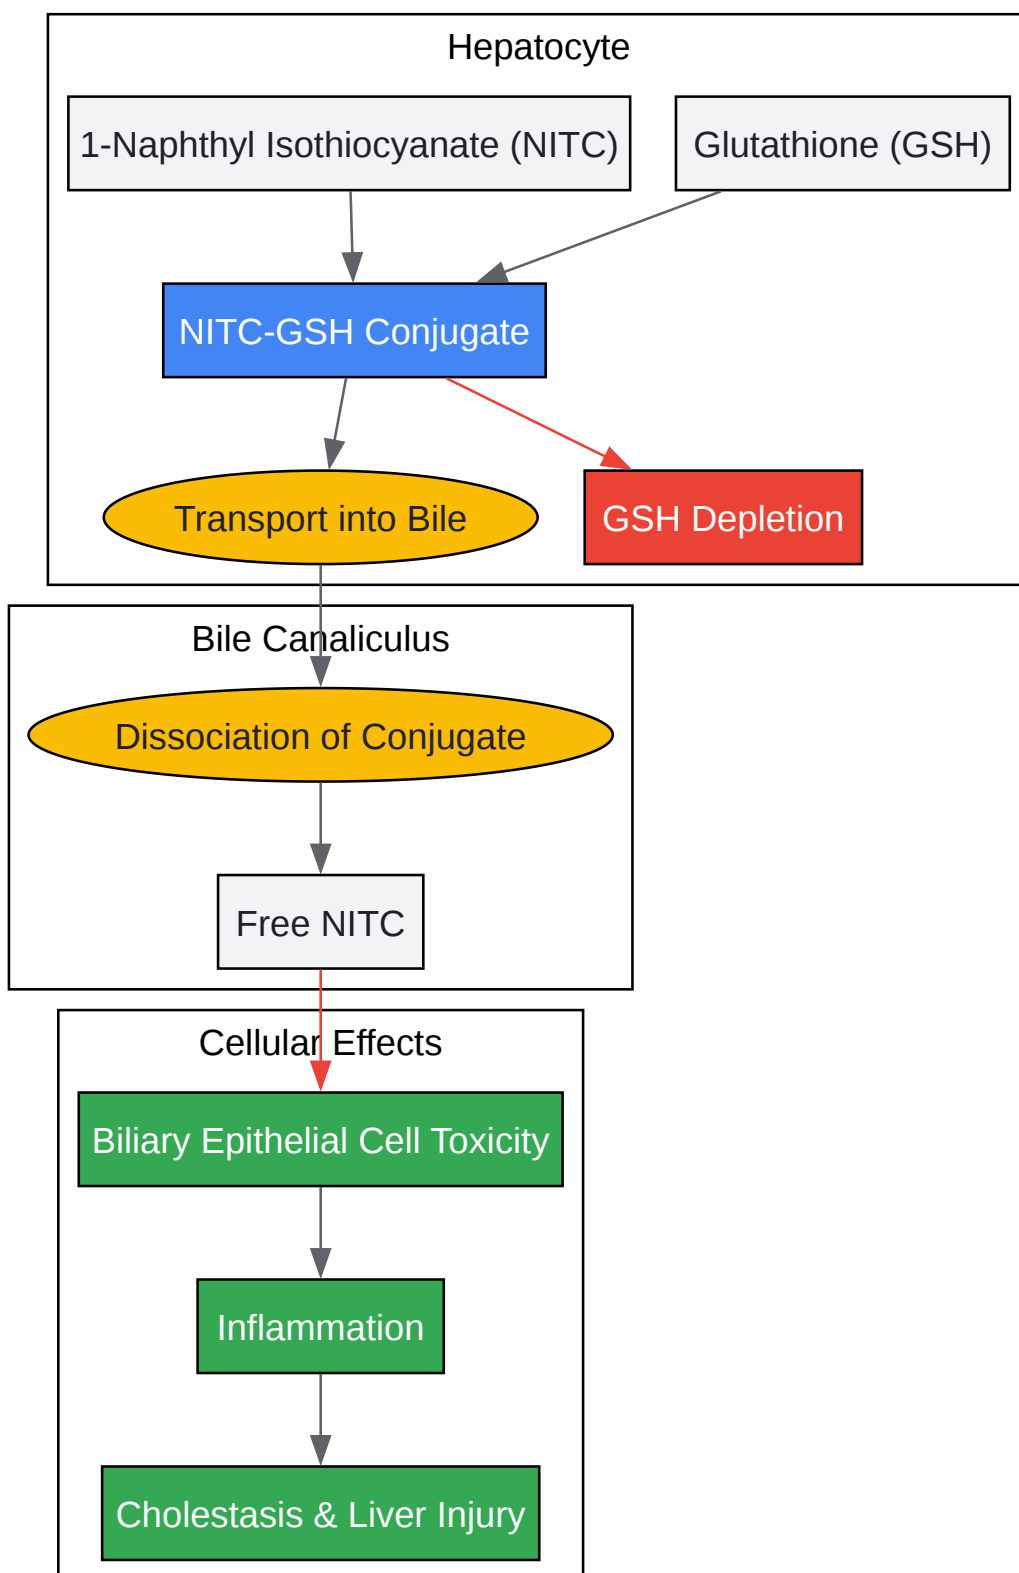 Hepatocyte
1-Naphthyl Isothiocyanate (NITC)
Glutathione (GSH)
NITC-GSH Conjugate
Transport into Bile
GSH Depletion
Bile Canaliculus
Dissociation of Conjugate
Free NITC
Cellular Effects
Biliary Epithelial Cell Toxicity
Inflammation
Cholestasis & Liver Injury